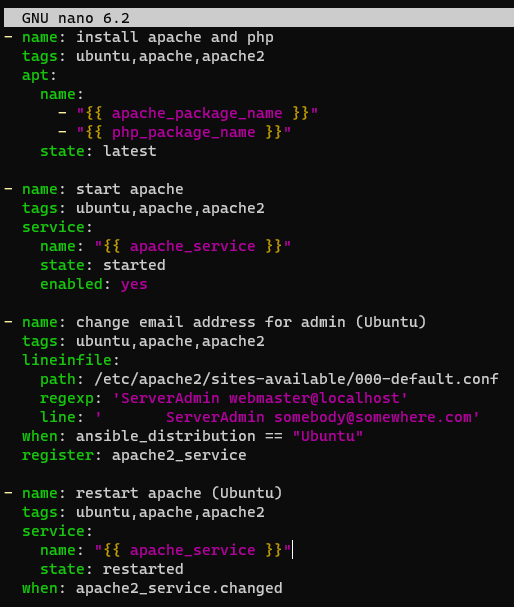 GNU nano 6.2
- name: install apache and php
  tags: ubuntu,apache,apache2
  apt:
    name:
      - "{{ apache_package_name }}"
      - "{{ php_package_name }}"
    state: latest

- name: start apache
  tags: ubuntu,apache,apache2
  service:
    name: "{{ apache_service }}"
    state: started
    enabled: yes

- name: change email address for admin (Ubuntu)
  tags: ubuntu,apache,apache2
  lineinfile:
    path: /etc/apache2/sites-available/000-default.conf
    regexp: 'ServerAdmin webmaster@localhost'
    line: '       ServerAdmin somebody@somewhere.com'
  when: ansible_distribution == "Ubuntu"
  register: apache2_service

- name: restart apache (Ubuntu)
  tags: ubuntu,apache,apache2
  service:
    name: "{{ apache_service }}"
    state: restarted
  when: apache2_service.changed